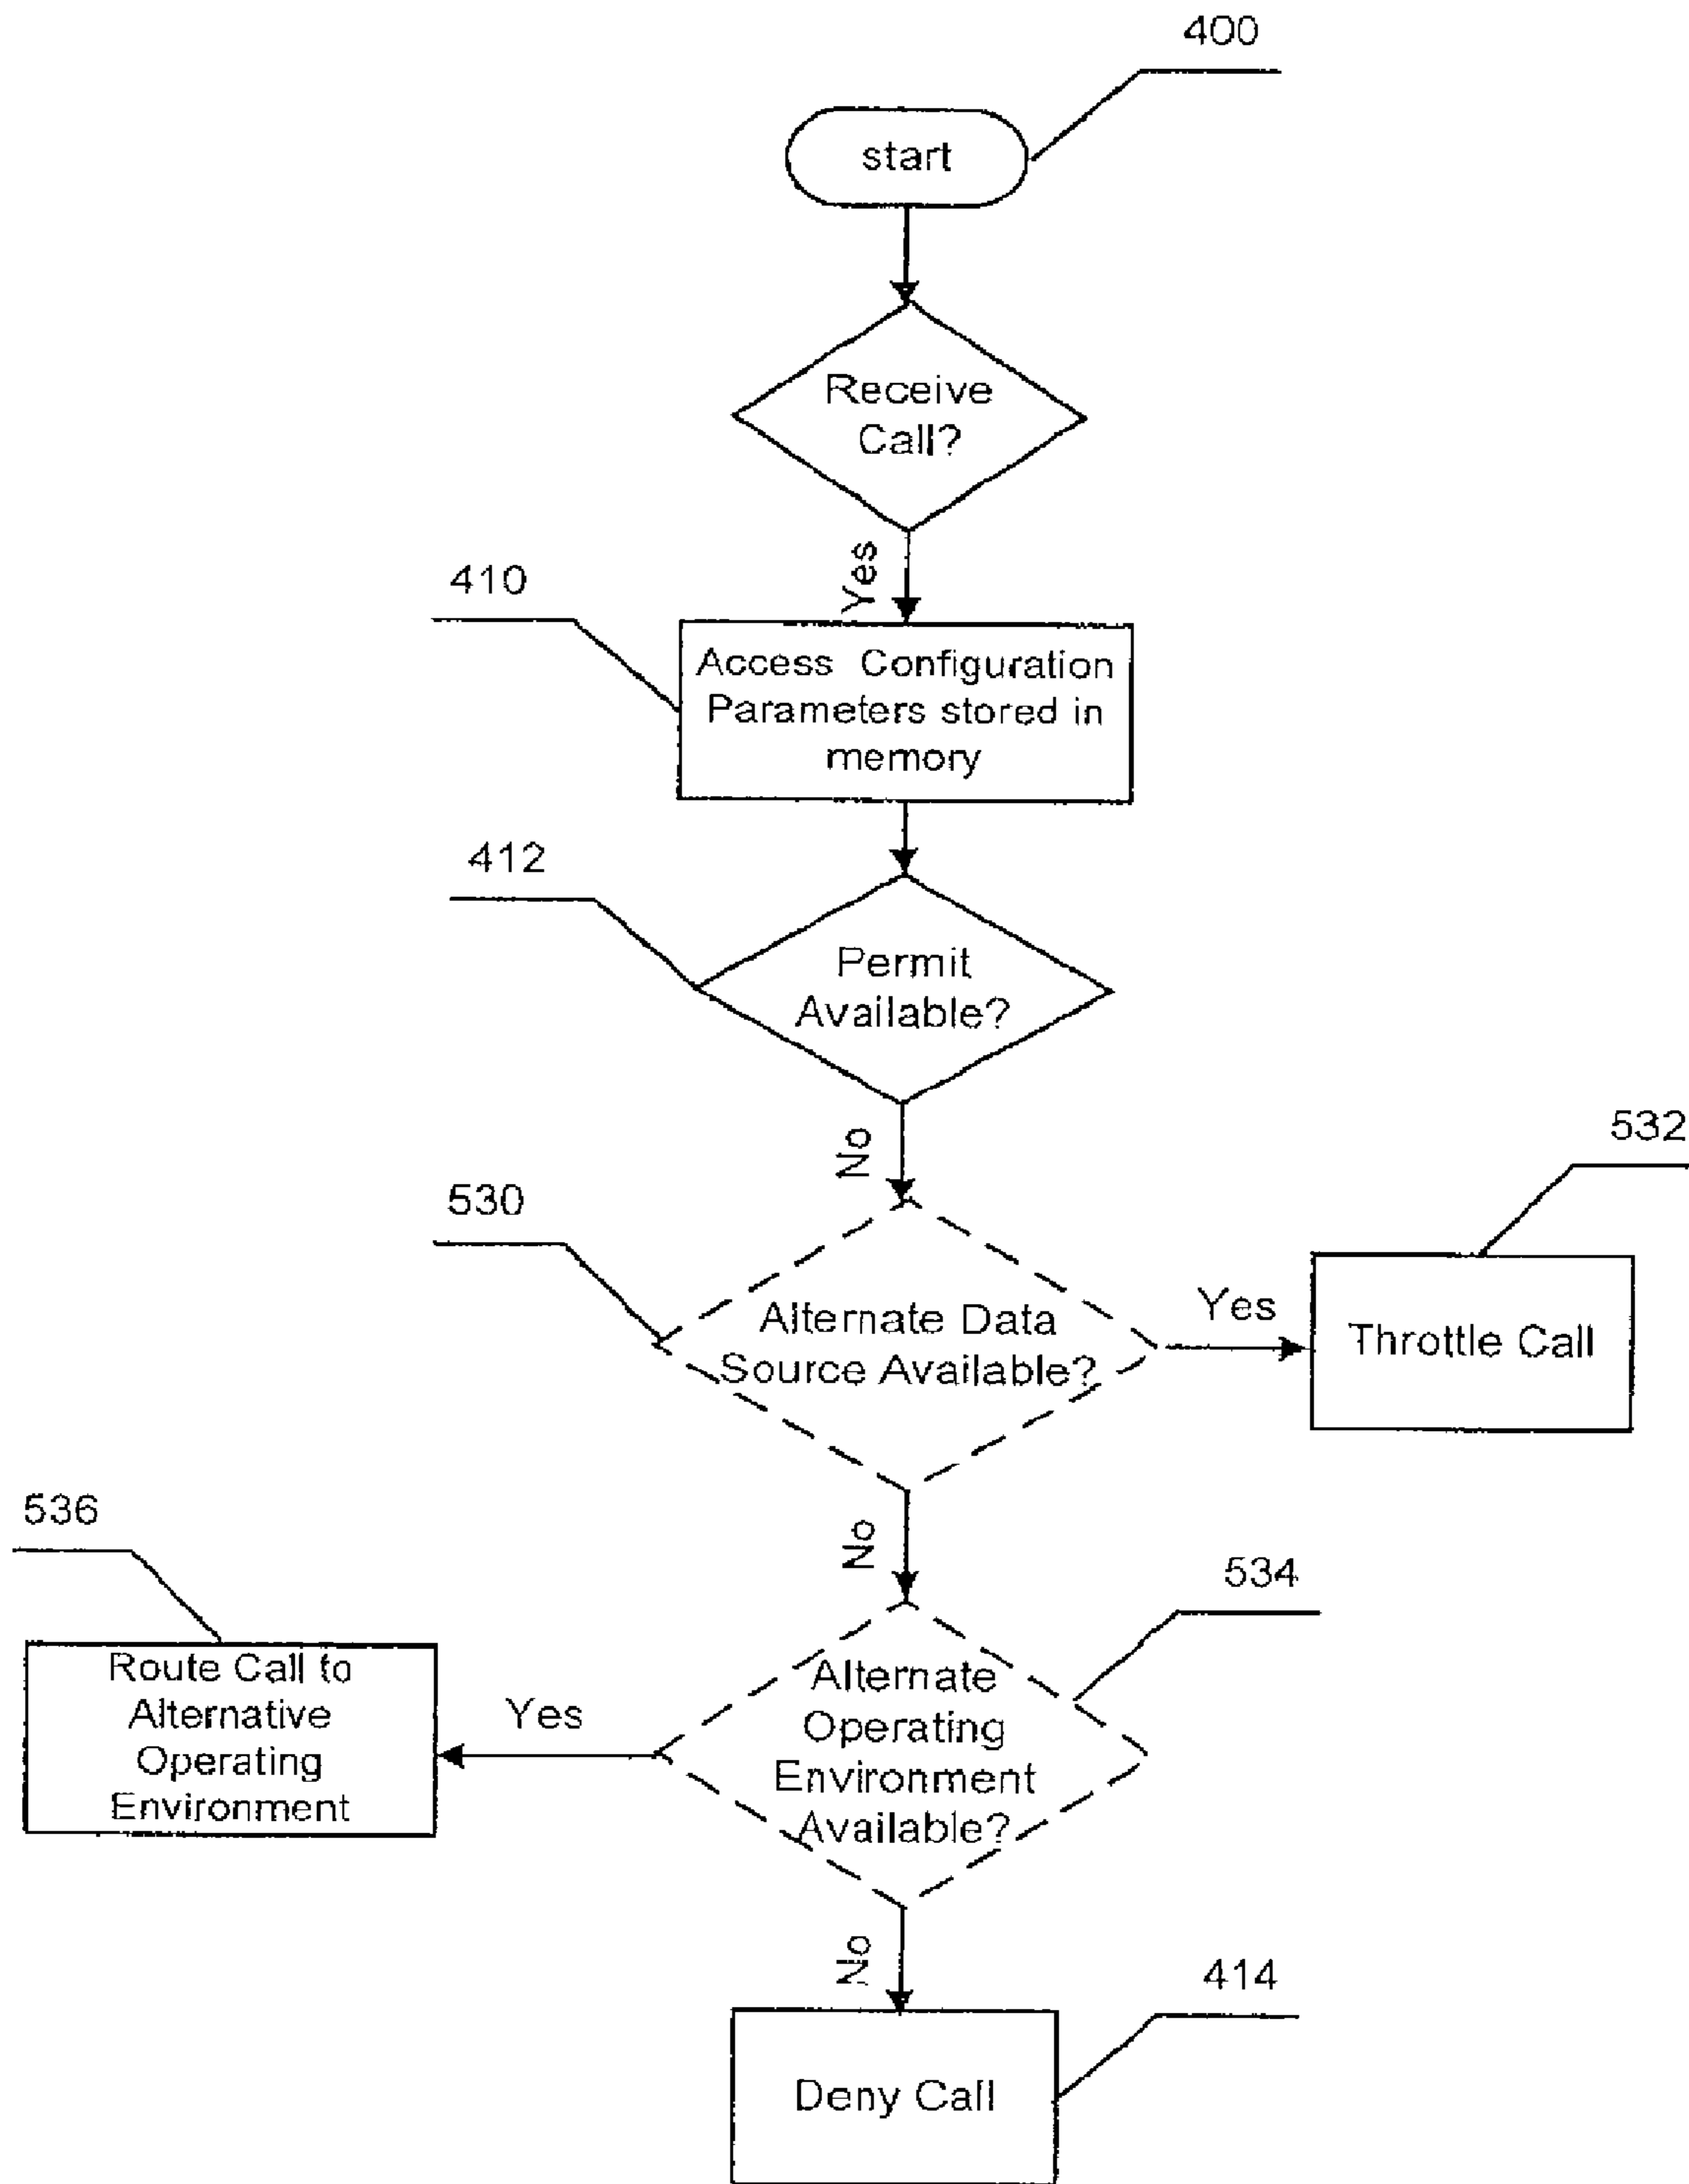 400
start
Receive
Call?
Yes
410
Access Configuration
Parameters stored in
memory
412
Permit
Available?
No
532
530
Alternate Data
Source Available?
Yes
Throttle Call
No
536
534
Route Call to
Alternative
Operating
Environment
Yes
Alternate
Operating
Environment
Available?
No
414
Deny Call